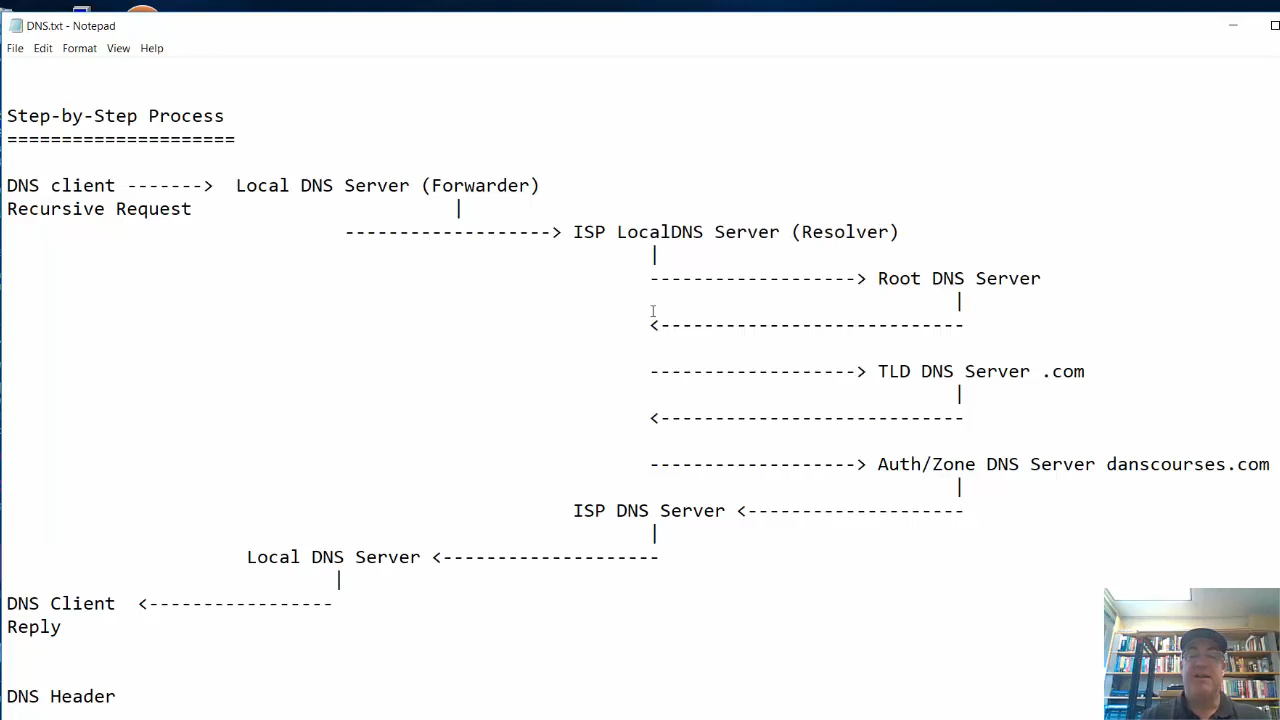 DNS.txt - Notepad
File Edit Format View Help
Step-by-Step Process
=====================
DNS client -------> Local DNS Server (Forwarder)
Recursive Request |
-------------------> ISP LocalDNS Server (Resolver)
|
-------------------> Root DNS Server
|
<----------------------------
-------------------> TLD DNS Server .com
|
<----------------------------
-------------------> Auth/Zone DNS Server danscourses.com
|
ISP DNS Server <--------------------
|
Local DNS Server <--------------------
|
DNS Client <-----------------
Reply
DNS Header